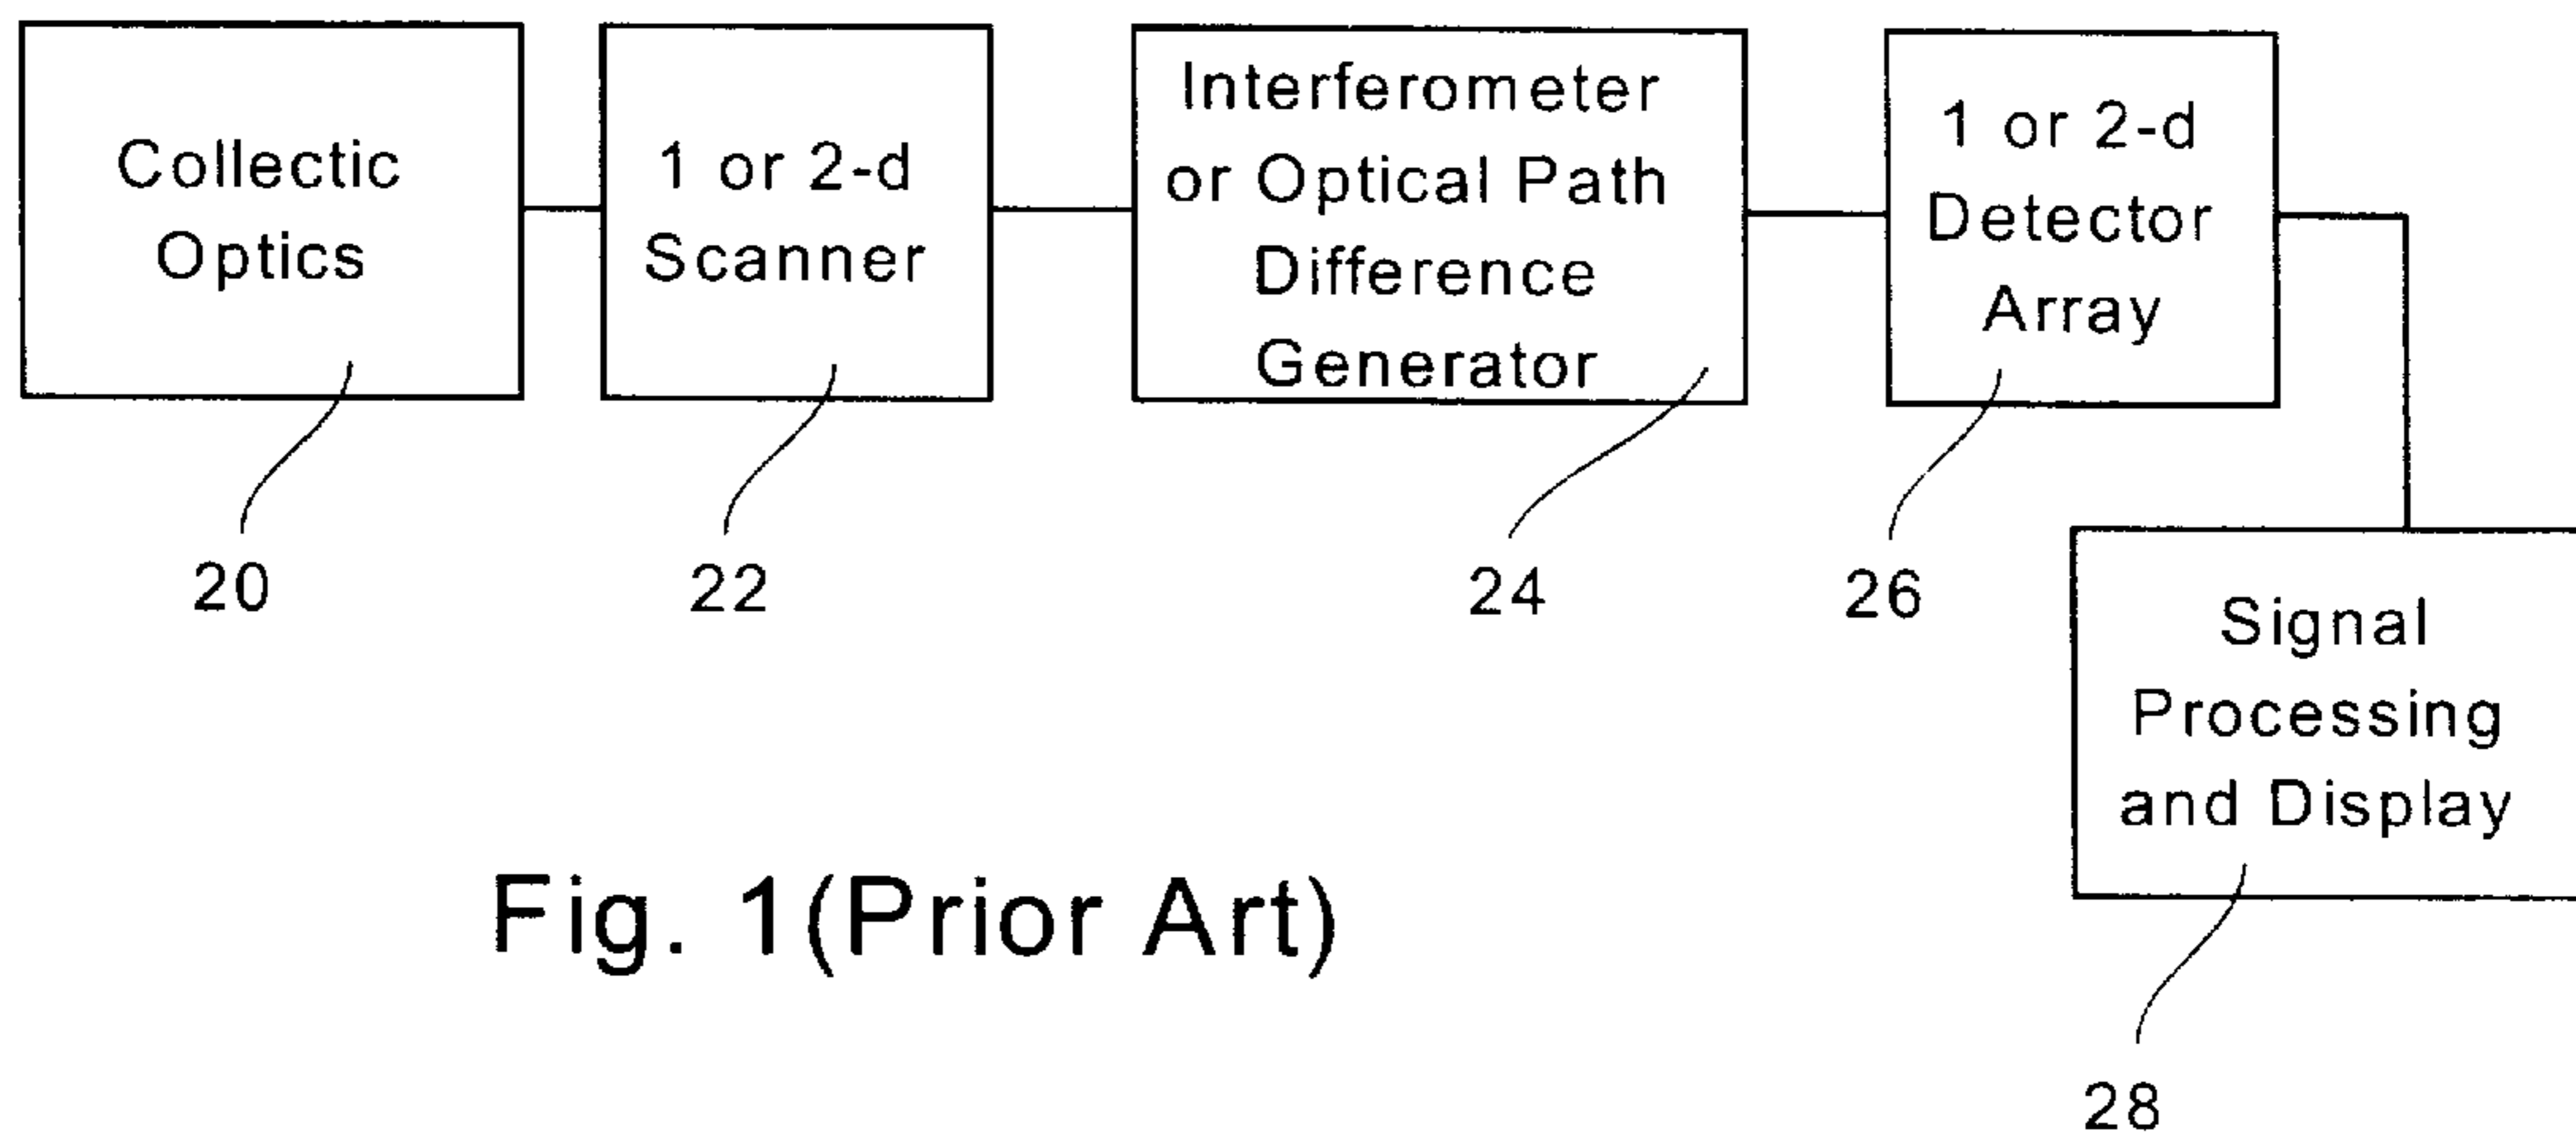 Collectic
Optics
1 or 2-d
Scanner
Interferometer
or Optical Path
Difference
Generator
1 or 2-d
Detector
Array
20
22
24
26
Signal
Processing
and Display
Fig. 1(Prior Art)
28